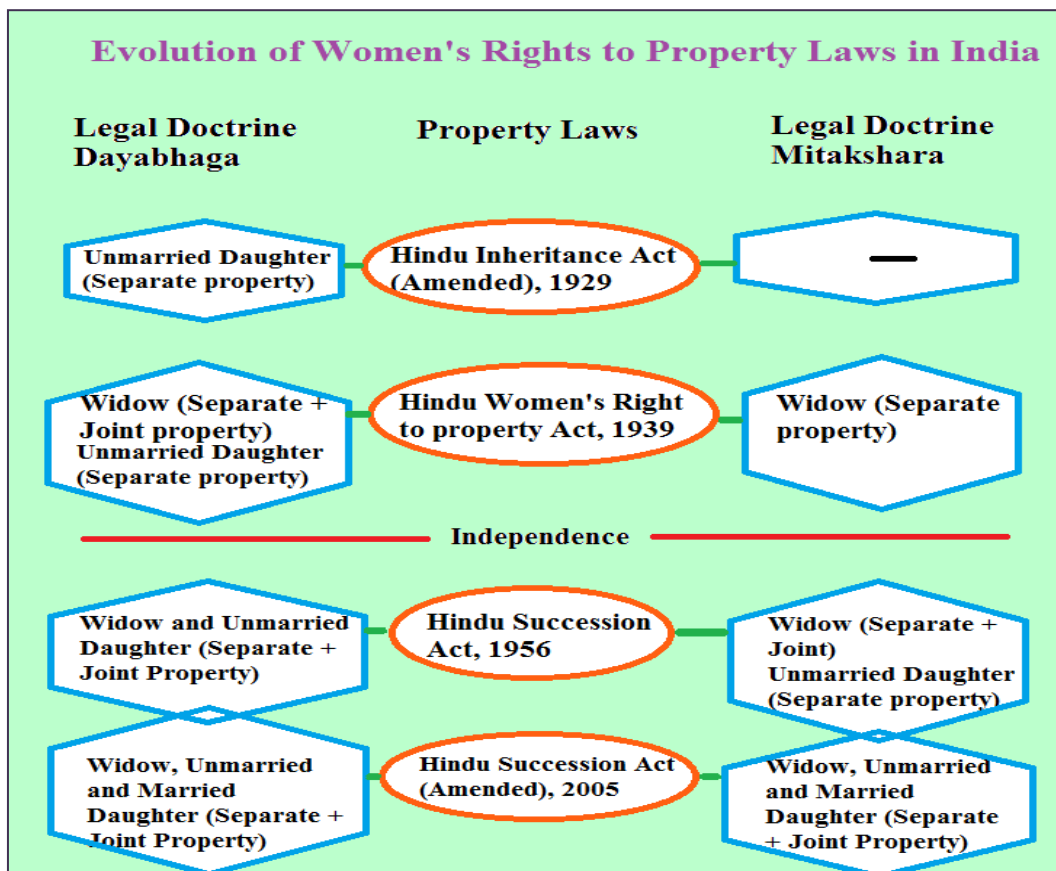 Evolution of Women's Rights to Property Laws in India
Legal Doctrine
Dayabhaga
Property Laws
Legal Doctrine
Mitakshara
Unmarried Daughter
(Separate property)
Hindu Inheritance Act
(Amended), 1929
—
Widow (Separate +
Joint property)
Unmarried Daughter
(Separate property)
Hindu Women's Right
to property Act, 1939
Widow (Separate
property)
Independence
Widow and Unmarried
Daughter (Separate +
Joint Property)
Hindu Succession
Act, 1956
Widow (Separate +
Joint)
Unmarried Daughter
(Separate property)
Widow, Unmarried
and Married
Daughter (Separate +
Joint Property)
Hindu Succession Act
(Amended), 2005
Widow, Unmarried
and Married
Daughter (Separate
+ Joint Property)